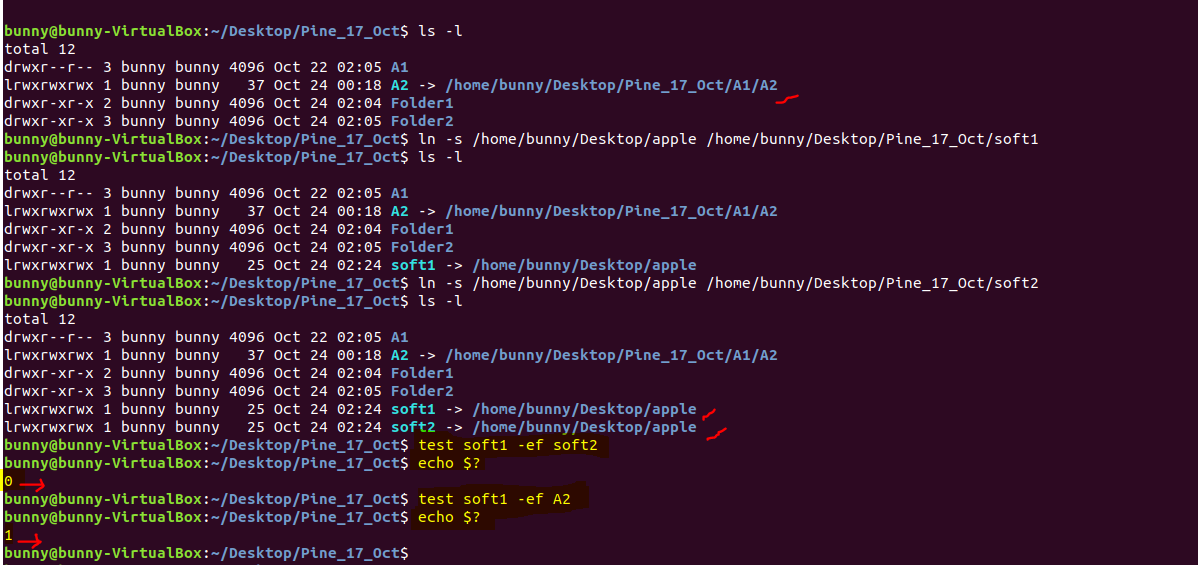 bunny@bunny-VirtualBox:~/Desktop/Pine_17_Oct$ ls -l
total 12
drwxr--r-- 3 bunny bunny 4096 Oct 22 02:05 A1
lrwxrwxrwx 1 bunny bunny   37 Oct 24 00:18 A2 -> /home/bunny/Desktop/Pine_17_Oct/A1/A2
drwxr-xr-x 2 bunny bunny 4096 Oct 22 02:04 Folder1
drwxr-xr-x 3 bunny bunny 4096 Oct 22 02:05 Folder2
bunny@bunny-VirtualBox:~/Desktop/Pine_17_Oct$ ln -s /home/bunny/Desktop/apple /home/bunny/Desktop/Pine_17_Oct/soft1
bunny@bunny-VirtualBox:~/Desktop/Pine_17_Oct$ ls -l
total 12
drwxr--r-- 3 bunny bunny 4096 Oct 22 02:05 A1
lrwxrwxrwx 1 bunny bunny   37 Oct 24 00:18 A2 -> /home/bunny/Desktop/Pine_17_Oct/A1/A2
drwxr-xr-x 2 bunny bunny 4096 Oct 22 02:04 Folder1
drwxr-xr-x 3 bunny bunny 4096 Oct 22 02:05 Folder2
lrwxrwxrwx 1 bunny bunny   25 Oct 24 02:24 soft1 -> /home/bunny/Desktop/apple
bunny@bunny-VirtualBox:~/Desktop/Pine_17_Oct$ ln -s /home/bunny/Desktop/apple /home/bunny/Desktop/Pine_17_Oct/soft2
bunny@bunny-VirtualBox:~/Desktop/Pine_17_Oct$ ls -l
total 12
drwxr--r-- 3 bunny bunny 4096 Oct 22 02:05 A1
lrwxrwxrwx 1 bunny bunny   37 Oct 24 00:18 A2 -> /home/bunny/Desktop/Pine_17_Oct/A1/A2
drwxr-xr-x 2 bunny bunny 4096 Oct 22 02:04 Folder1
drwxr-xr-x 3 bunny bunny 4096 Oct 22 02:05 Folder2
lrwxrwxrwx 1 bunny bunny   25 Oct 24 02:24 soft1 -> /home/bunny/Desktop/apple
lrwxrwxrwx 1 bunny bunny   25 Oct 24 02:24 soft2 -> /home/bunny/Desktop/apple
bunny@bunny-VirtualBox:~/Desktop/Pine_17_Oct$ test soft1 -ef soft2
bunny@bunny-VirtualBox:~/Desktop/Pine_17_Oct$ echo $?
0
bunny@bunny-VirtualBox:~/Desktop/Pine_17_Oct$ test soft1 -ef A2
bunny@bunny-VirtualBox:~/Desktop/Pine_17_Oct$ echo $?
1
bunny@bunny-VirtualBox:~/Desktop/Pine_17_Oct$